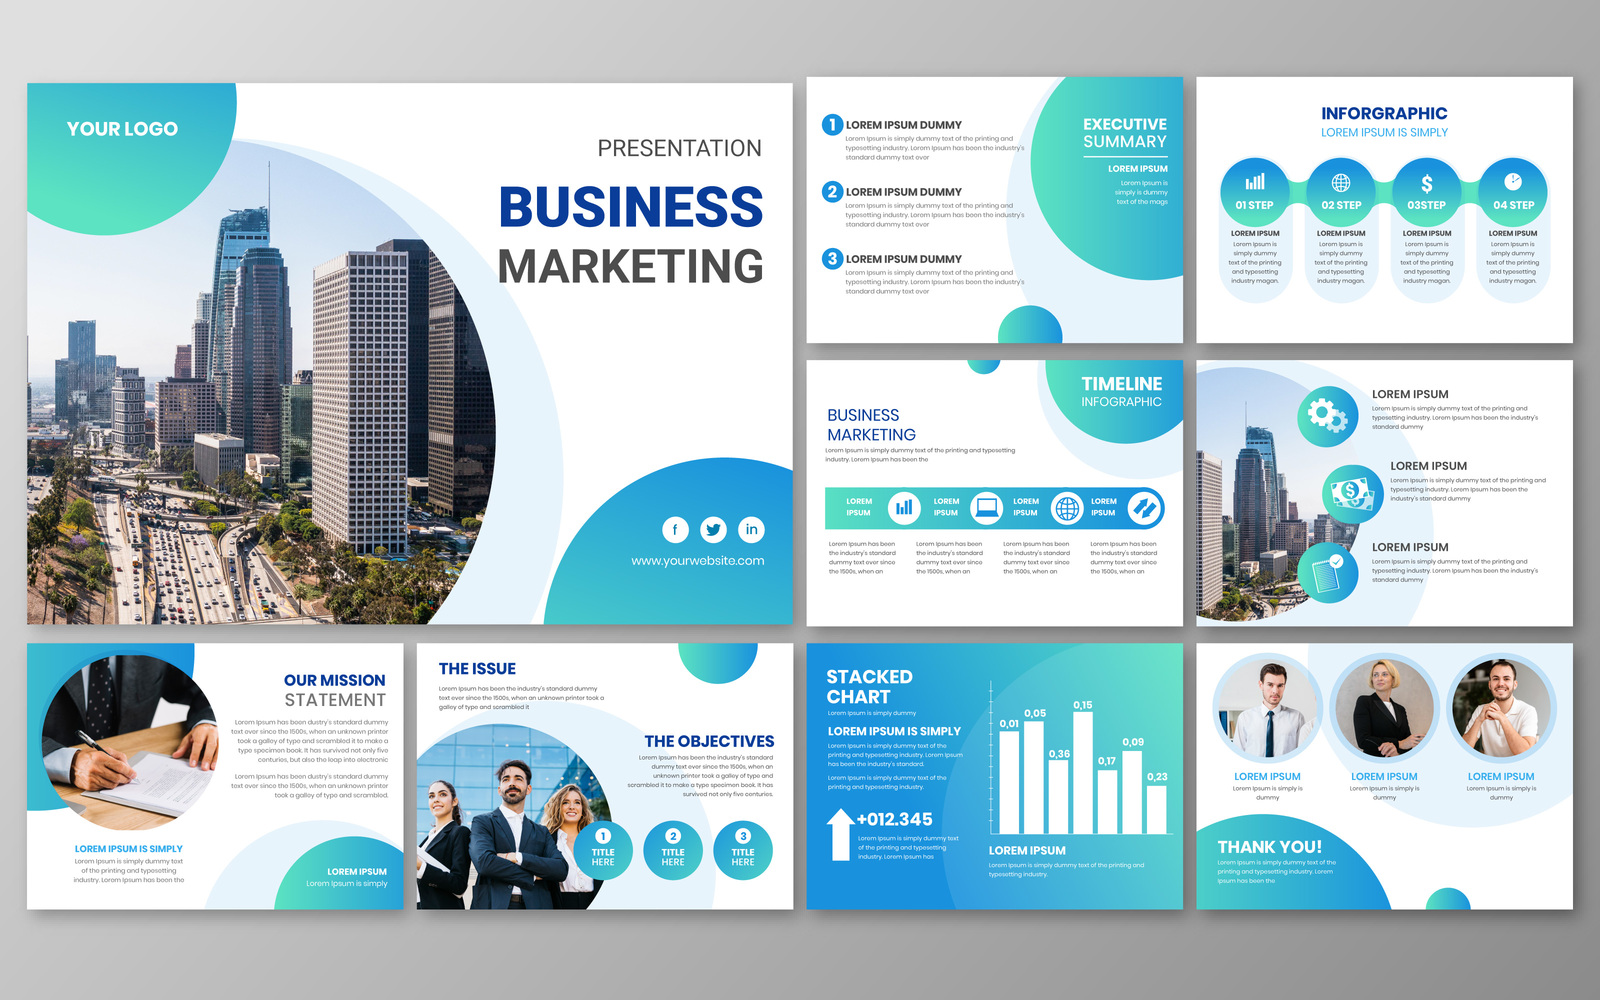 YOUR LOGO
PRESENTATION
BUSINESS
MARKETING
f
in
www.yourwebsite.com
1
LOREM IPSUM DUMMY
Lorem Ipsum is simply dummy text of the printing and
typesetting industry. Lorem Ipsum has been the industry's
standard dummy text over
2
LOREM IPSUM DUMMY
Lorem Ipsum is simply dummy text of the printing and
typesetting industry. Lorem Ipsum has been the industry's
standard dummy text over
3
LOREM IPSUM DUMMY
Lorem Ipsum is simply dummy text of the printing and
typesetting industry. Lorem Ipsum has been the industry's
standard dummy text over
EXECUTIVE
SUMMARY
LOREM IPSUM
Lorem Ipsum is
simply is dummy
text of the mags
INFORGRAPHIC
LOREM IPSUM IS SIMPLY
01 STEP
LOREM IPSUM
Lorem Ipsum is
simply dummy
text of the printing
and typesetting
industry magan.
02 STEP
LOREM IPSUM
Lorem Ipsum is
simply dummy
text of the printing
and typesetting
industry magan.
$
03STEP
LOREM IPSUM
Lorem Ipsum is
simply dummy
text of the printing
and typesetting
industry magan.
04 STEP
LOREM IPSUM
Lorem Ipsum is
simply dummy
text of the printing
and typesetting
industry magan.
TIMELINE
INFOGRAPHIC
BUSINESS
MARKETING
Lorem Ipsum is simply dummy text of the printing and typesetting
industry. Lorem Ipsum has been the
LOREM
IPSUM
LOREM
IPSUM
LOREM
IPSUM
LOREM
IPSUM
Lorem Ipsum has been
the industry's standard
dummy text ever since
the 1500s, when an
Lorem Ipsum has been
the industry's standard
dummy text ever since
the 1500s, when an
Lorem Ipsum has been
the industry's standard
dummy text ever since
the 1500s, when an
Lorem Ipsum has been
the industry's standard
dummy text ever since
the 1500s, when an
LOREM IPSUM
Lorem Ipsum is simply dummy text of the printing and
typesetting industry. Lorem Ipsum has been the industry's
standard dummy
$
LOREM IPSUM
Lorem Ipsum is simply dummy text of the printing and
typesetting industry. Lorem Ipsum has been the industry's
standard dummy
LOREM IPSUM
Lorem Ipsum is simply dummy text of the printing and
typesetting industry. Lorem Ipsum has been the industry's
standard dummy
OUR MISSION
STATEMENT
Lorem Ipsum has been dustry's standard dummy
text ever since the 1500s, when an unknown printer
took a galley of type and scrambled it to make a
type specimen book. It has survived not only five
centuries, but also the leap into electronic
Lorem Ipsum has been dustry's standard dummy
text ever since the 1500s, when an unknown printer
took a galley of type and scrambled.
LOREM IPSUM IS SIMPLY
Lorem Ipsum is simply dummy text
of the printing and typesetting
industry. Lorem Ipsum has been the
LOREM IPSUM
Lorem Ipsum is simply
THE ISSUE
Lorem Ipsum has been the industry's standard dummy
text ever since the 1500s, when an unknown printer took a
galley of type and scrambled it
THE OBJECTIVES
Lorem Ipsum has been the industry's standard
dummy text ever since the 1500s, when an
unknown printer took a galley of type and
scrambled it to make a type specimen book. It has
survived not only five centuries.
1
TITLE
HERE
2
TITLE
HERE
3
TITLE
HERE
STACKED
CHART
Lorem Ipsum is simply dummy
LOREM IPSUM IS SIMPLY
Lorem Ipsum is simply dummy text of the
printing and typesetting industry. Lorem Ipsum
has been the industry's standard.
Lorem Ipsum is simply dummy text of the
printing and typesetting industry.
+012.345
Lorem Ipsum is simply dummy text
of the printing and typesetting
industry. Lorem Ipsum has
0,01
0,05
0,36
0,15
0,17
0,09
0,23
LOREM IPSUM
Lorem Ipsum is simply dummy text of the printing and
typesetting industry.
LOREM IPSUM
Lorem Ipsum is simply is
dummy
LOREM IPSUM
Lorem Ipsum is simply is
dummy
LOREM IPSUM
Lorem Ipsum is simply is
dummy
THANK YOU!
Lorem Ipsum is simply dummy text of the
printing and typesetting industry. Lorem
Ipsum has been the